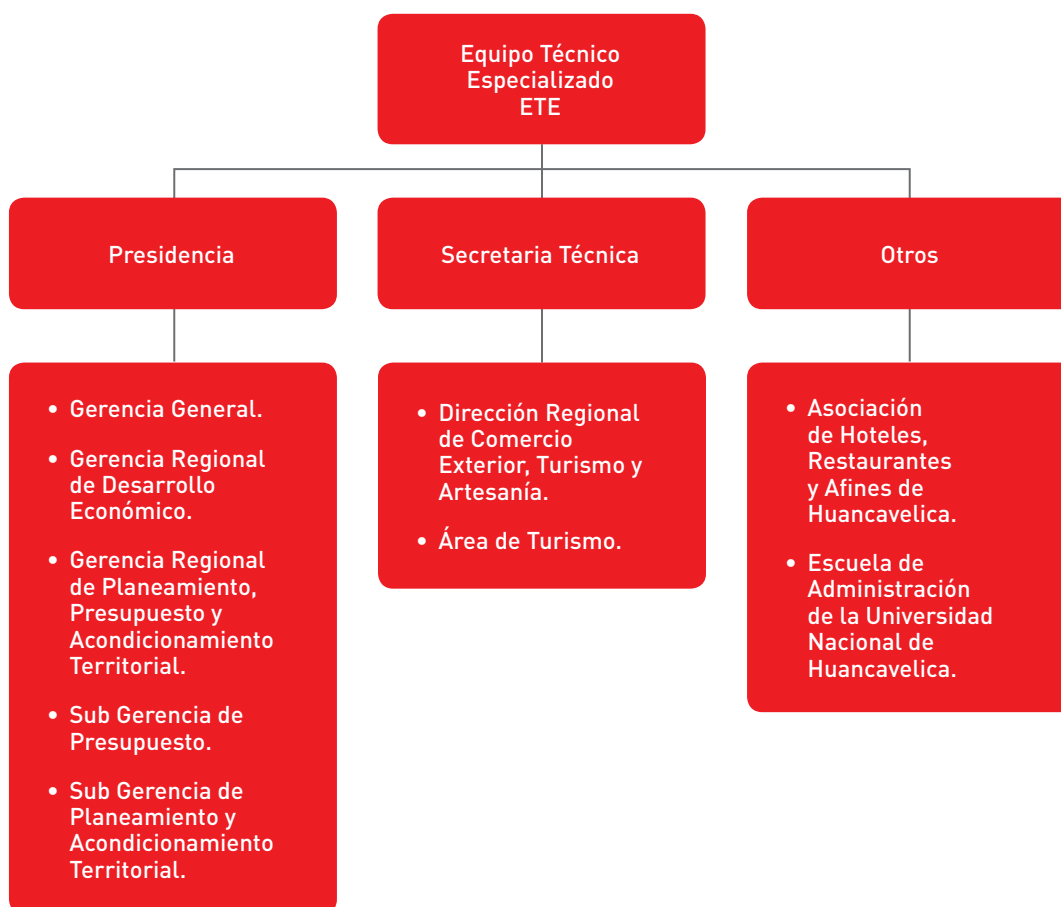 Equipo Técnico
Especializado
ETE
Presidencia
Secretaria Técnica
Otros
• Gerencia General.
• Gerencia Regional
de Desarrollo
Económico.
• Gerencia Regional
de Planeamiento,
Presupuesto y
Acondicionamiento
Territorial.
• Sub Gerencia de
Presupuesto.
• Sub Gerencia de
Planeamiento y
Acondicionamiento
Territorial.
• Dirección Regional
de Comercio
Exterior, Turismo y
Artesanía.
• Área de Turismo.
• Asociación
de Hoteles,
Restaurantes
y Afines de
Huancavelica.
• Escuela de
Administración
de la Universidad
Nacional de
Huancavelica.